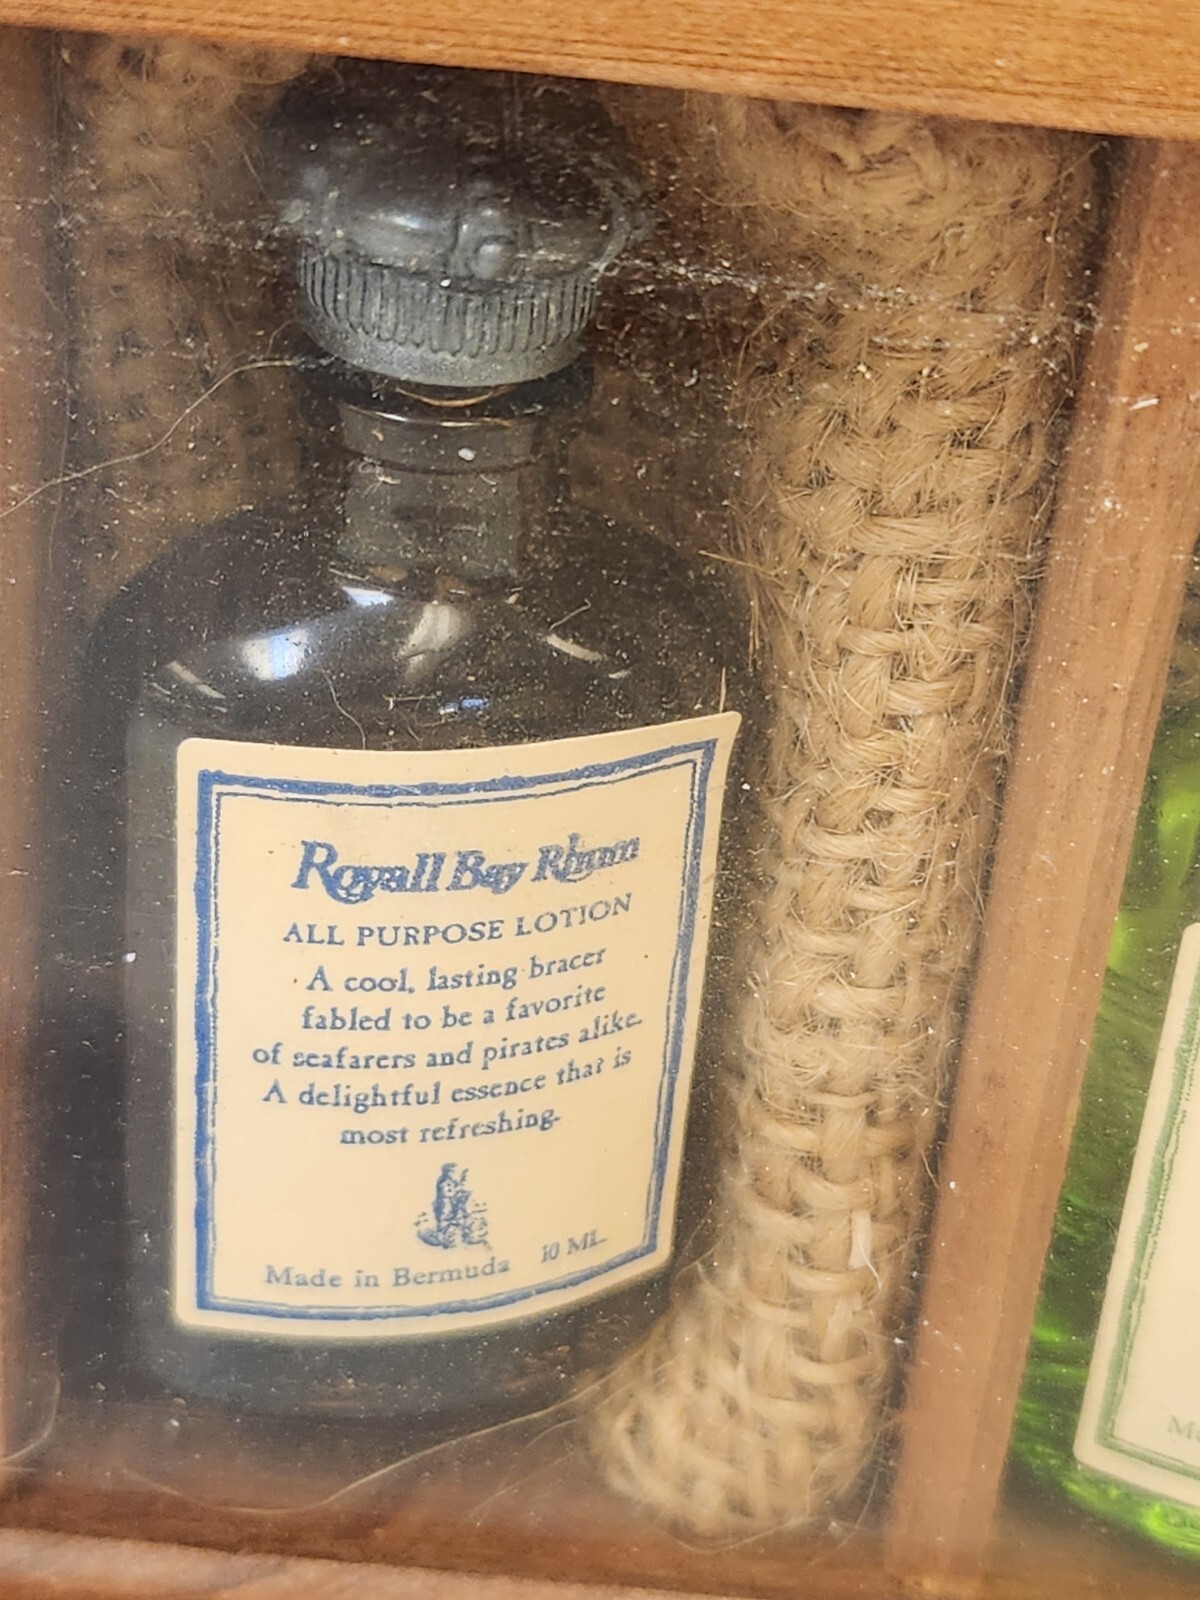 Royall Bay Rhum
ALL PURPOSE LOTION
A cool, lasting bracer
fabled to be a favorite
of seafarers and pirates alike.
A delightful essence that is
most refreshing.
Made in Bermuda 10 ML.